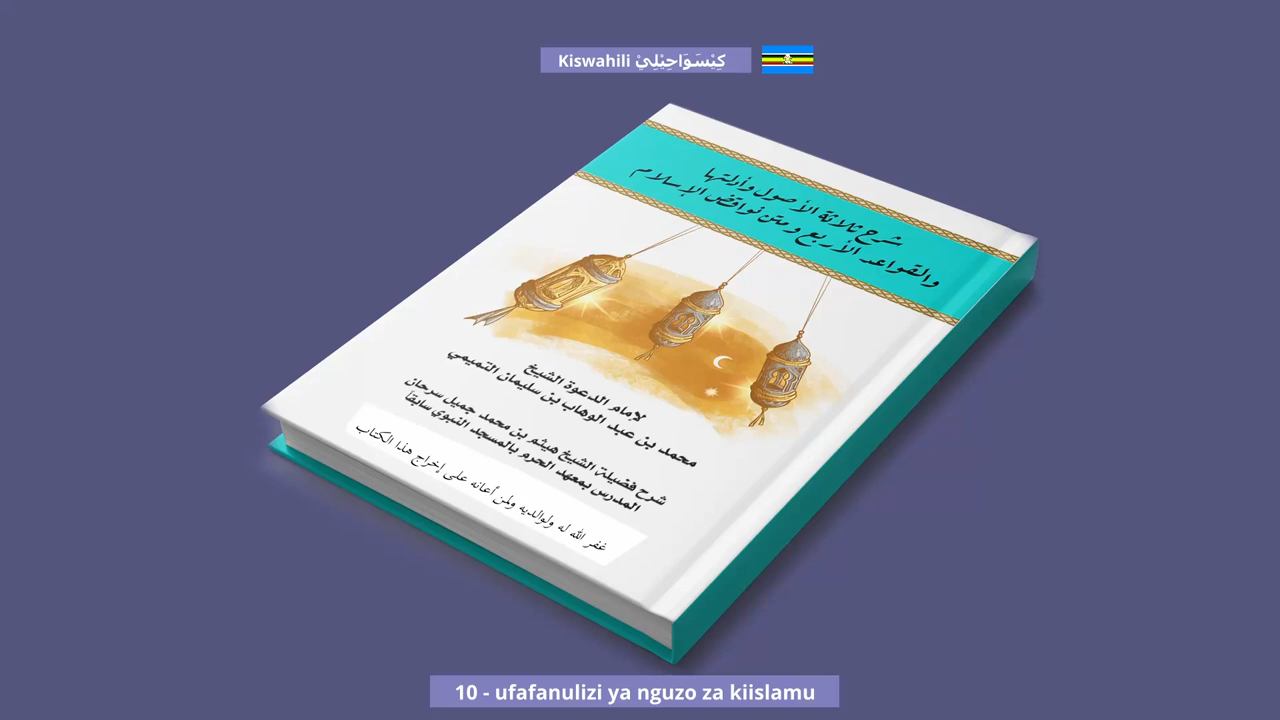 Kiswahili كِيْسَوَاحِيْلِيْ
شرح ثلاثة الأصول وأدلتها
والقواعد الأربع ومتن نواقض الإسلام
لإمام الدعوة الشيخ
محمد بن عبد الوهاب بن سليمان التميمي
شرح فضيلة الشيخ هيثم بن محمد جميل سرحان
المدرس بمعهد الحرم بالمسجد النبوي سابقاً
غفر الله له ولوالديه ولمن أعانه على إخراج هذا الكتاب
10 - ufafanulizi ya nguzo za kiislamu